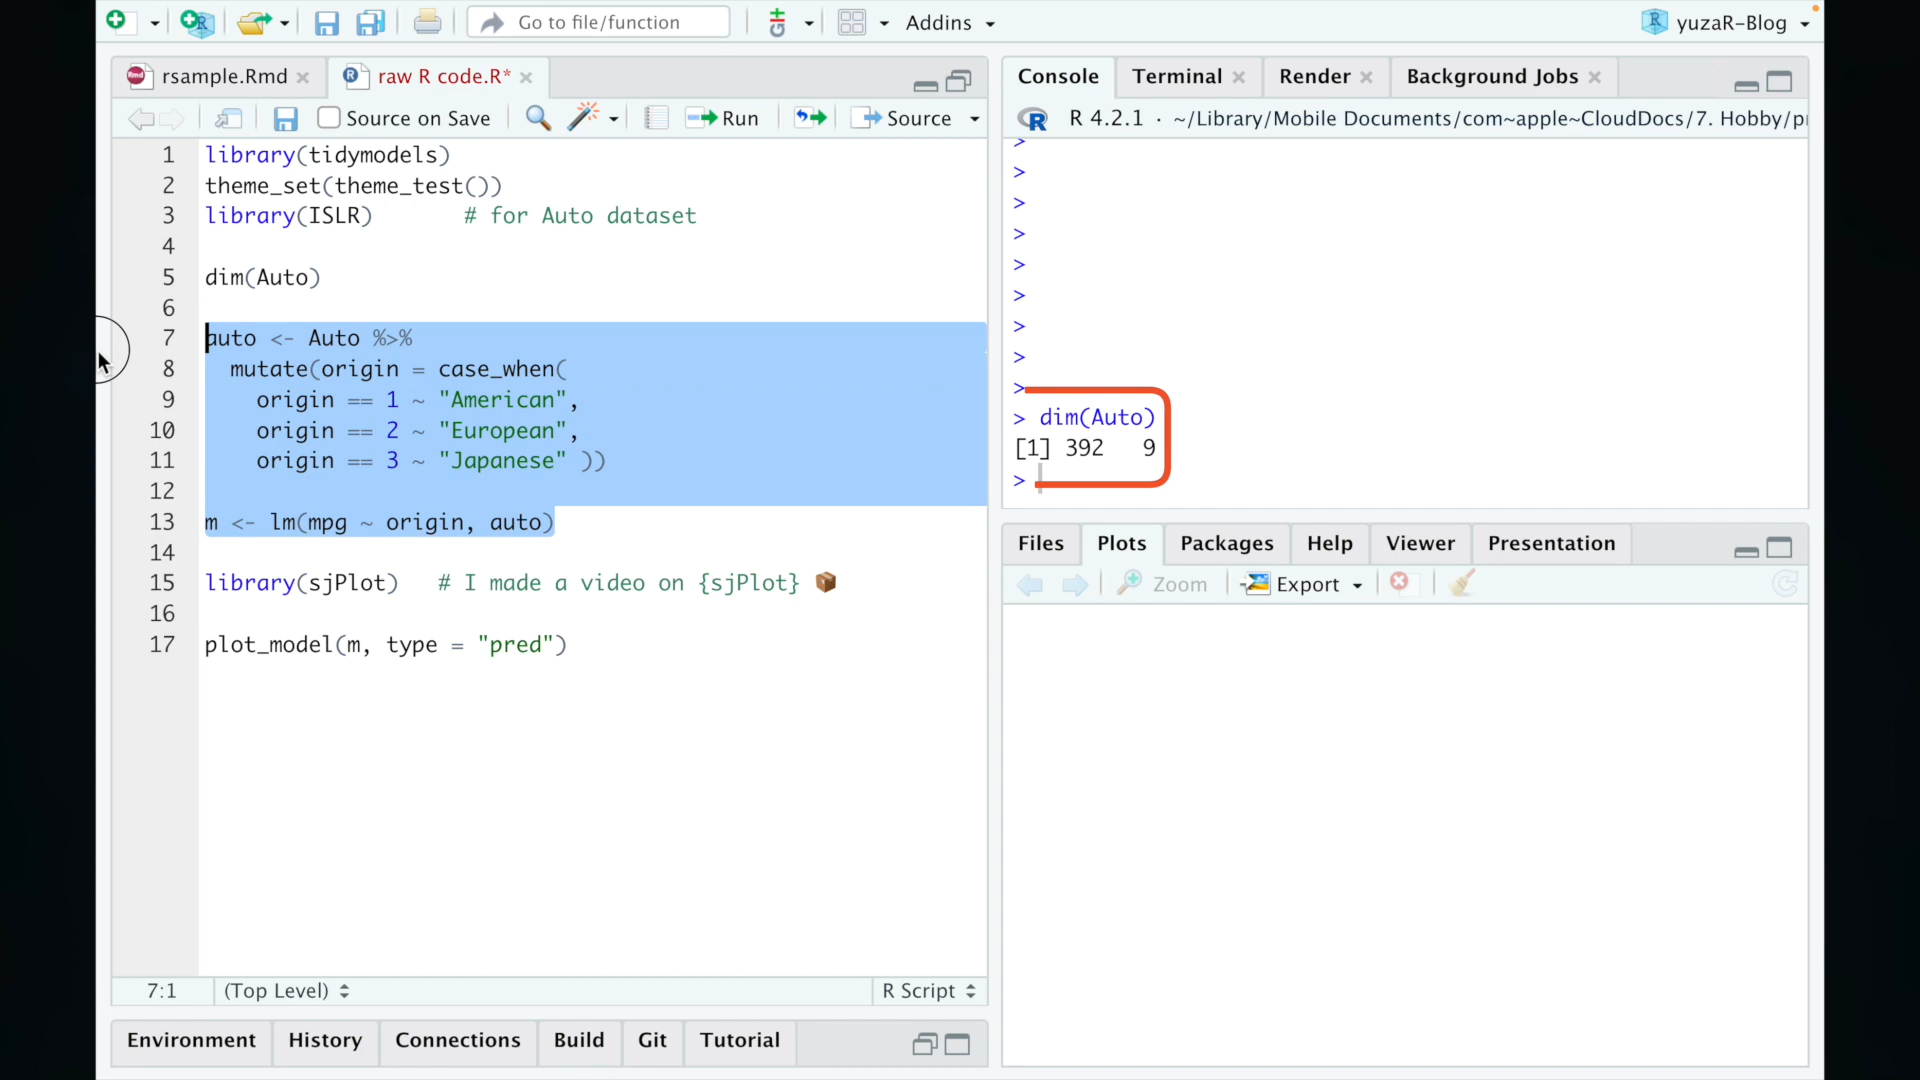 Go to file/function
Addins
yuzaR-Blog
rsample.Rmd
raw R code.R*
Source on Save
Run
Source
1 library(tidymodels)
2 theme_set(theme_test())
3 library(ISLR)       # for Auto dataset
4
5 dim(Auto)
6
7 auto <- Auto %>%
8   mutate(origin = case_when(
9     origin == 1 ~ "American",
10     origin == 2 ~ "European",
11     origin == 3 ~ "Japanese" ))
12
13 m <- lm(mpg ~ origin, auto)
14
15 library(sjPlot)   # I made a video on {sjPlot} 📦
16
17 plot_model(m, type = "pred")
7:1
(Top Level)
R Script
Environment
History
Connections
Build
Git
Tutorial
Console
Terminal
Render
Background Jobs
R 4.2.1 · ~/Library/Mobile Documents/com~apple~CloudDocs/7. Hobby/
>
>
>
>
>
>
>
>
>
> dim(Auto)
[1] 392   9
>
Files
Plots
Packages
Help
Viewer
Presentation
Zoom
Export